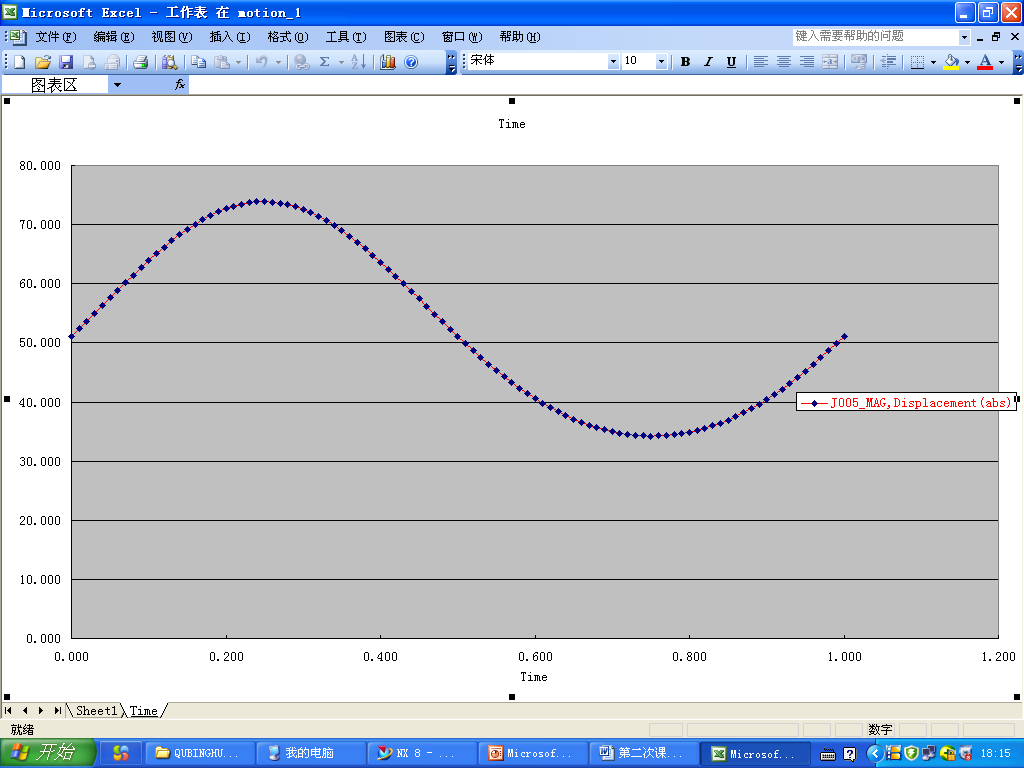 Microsoft Excel - 工作表 在 motion_1
文件(F) 编辑(E) 视图(V) 插入(I) 格式(O) 工具(T) 图表(C) 窗口(W) 帮助(H) 键入需要帮助的问题
宋体 10 B I U A
图表区 fx
Time
80.000
70.000
60.000
50.000
40.000
30.000
20.000
10.000
0.000
J005_MAG,Displacement(abs)
0.000 0.200 0.400 0.600 0.800 1.000 1.200
Time
Sheet1 Time
就绪 数字
开始 QUBINGHU... 我的电脑 NX 8 - ... Microsof... 第二次课... Microsof... 18:15